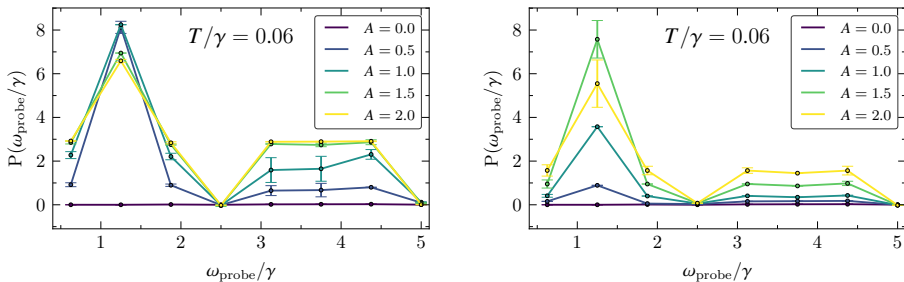 P(ω_probe/γ)
8
6
4
2
0
T/γ = 0.06
A = 0.0
A = 0.5
A = 1.0
A = 1.5
A = 2.0
1 2 3 4 5
ω_probe/γ
P(ω_probe/γ)
8
6
4
2
0
T/γ = 0.06
A = 0.0
A = 0.5
A = 1.0
A = 1.5
A = 2.0
1 2 3 4 5
ω_probe/γ